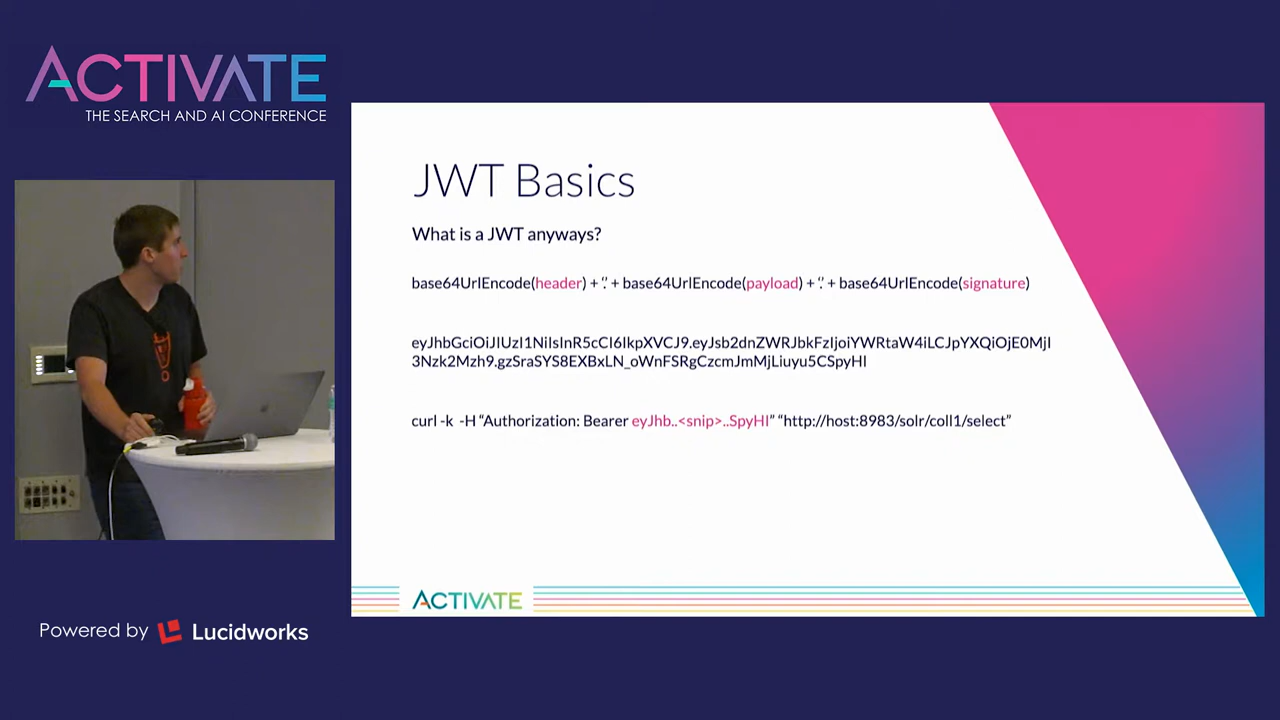 ACTIVATE
THE SEARCH AND AI CONFERENCE
JWT Basics
What is a JWT anyways?
base64UrlEncode(header) + '.' + base64UrlEncode(payload) + '.' + base64UrlEncode(signature)
eyJhbGciOiJIUzI1NiIsInR5cCI6IkpXVCJ9.eyJsb2dnZWRJbkFzIjoiYWRtaW4iLCJpYXQiOjE0MjI
3Nzk2Mzh9.gzSraSYS8EXBxLN_oWnFSRgCzcmJmMjLiuyu5CSpyHI
curl -k -H “Authorization: Bearer eyJhb..<snip>..SpyHI” “http://host:8983/solr/coll1/select”
ACTIVATE
Powered by Lucidworks